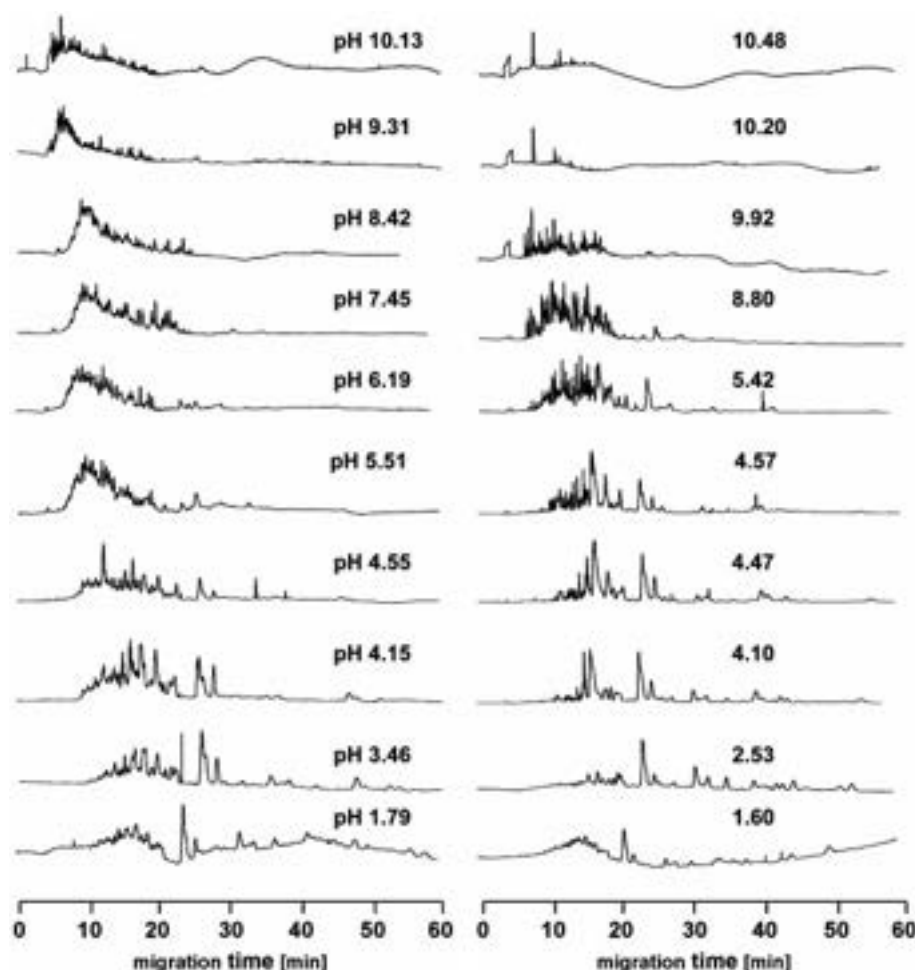 pH 10.13
pH 9.31
pH 8.42
pH 7.45
pH 6.19
pH 5.51
pH 4.55
pH 4.15
pH 3.46
pH 1.79
0 10 20 30 40 50 60
migration time [min]
10.48
10.20
9.92
8.80
5.42
4.57
4.47
4.10
2.53
1.60
0 10 20 30 40 50 60
migration time [min]